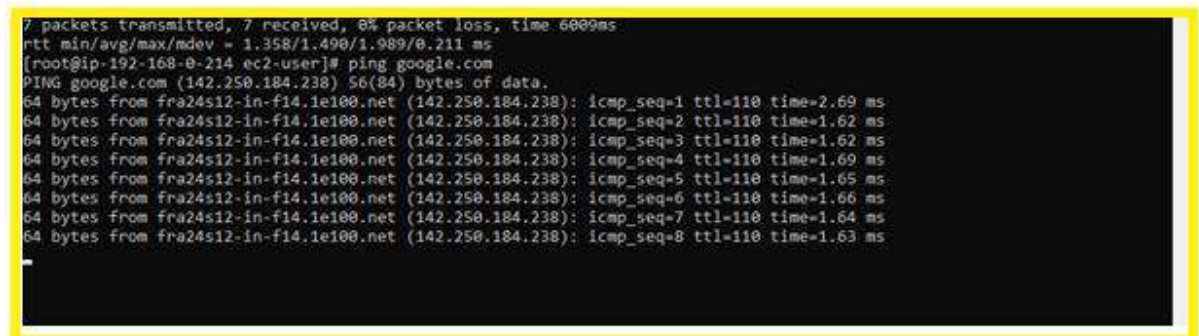 7 packets transmitted, 7 received, 0% packet loss, time 6009ms
rtt min/avg/max/mdev = 1.358/1.490/1.989/0.211 ms
[root@ip-192-168-0-214 ec2-user]# ping google.com
PING google.com (142.250.184.238) 56(84) bytes of data.
64 bytes from fra24s12-in-f14.1e100.net (142.250.184.238): icmp_seq=1 ttl=110 time=2.69 ms
64 bytes from fra24s12-in-f14.1e100.net (142.250.184.238): icmp_seq=2 ttl=110 time=1.62 ms
64 bytes from fra24s12-in-f14.1e100.net (142.250.184.238): icmp_seq=3 ttl=110 time=1.62 ms
64 bytes from fra24s12-in-f14.1e100.net (142.250.184.238): icmp_seq=4 ttl=110 time=1.69 ms
64 bytes from fra24s12-in-f14.1e100.net (142.250.184.238): icmp_seq=5 ttl=110 time=1.65 ms
64 bytes from fra24s12-in-f14.1e100.net (142.250.184.238): icmp_seq=6 ttl=110 time=1.66 ms
64 bytes from fra24s12-in-f14.1e100.net (142.250.184.238): icmp_seq=7 ttl=110 time=1.64 ms
64 bytes from fra24s12-in-f14.1e100.net (142.250.184.238): icmp_seq=8 ttl=110 time=1.63 ms